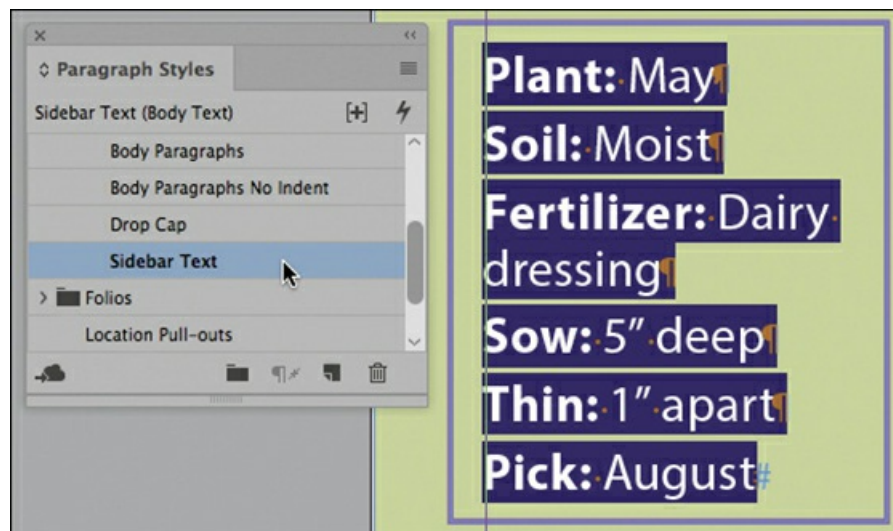 Paragraph Styles
Sidebar Text (Body Text)
Body Paragraphs
Body Paragraphs No Indent
Drop Cap
Sidebar Text
Folios
Location Pull-outs
Plant: May¶
Soil: Moist¶
Fertilizer: Dairy
dressing¶
Sow: 5” deep¶
Thin: 1” apart¶
Pick: August#